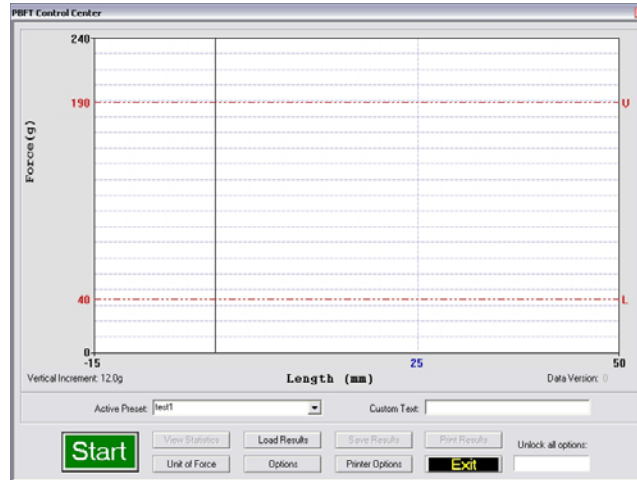 PBFT Control Center
240
190
U
Force(g)
40
L
0
-15
25
50
Vertical Increment: 12.0g
Length (mm)
Data Version: 0
Active Preset: test1
Custom Text:
Start
View Statistics
Load Results
Save Results
Print Results
Unlock all options:
Unit of Force
Options
Printer Options
Exit